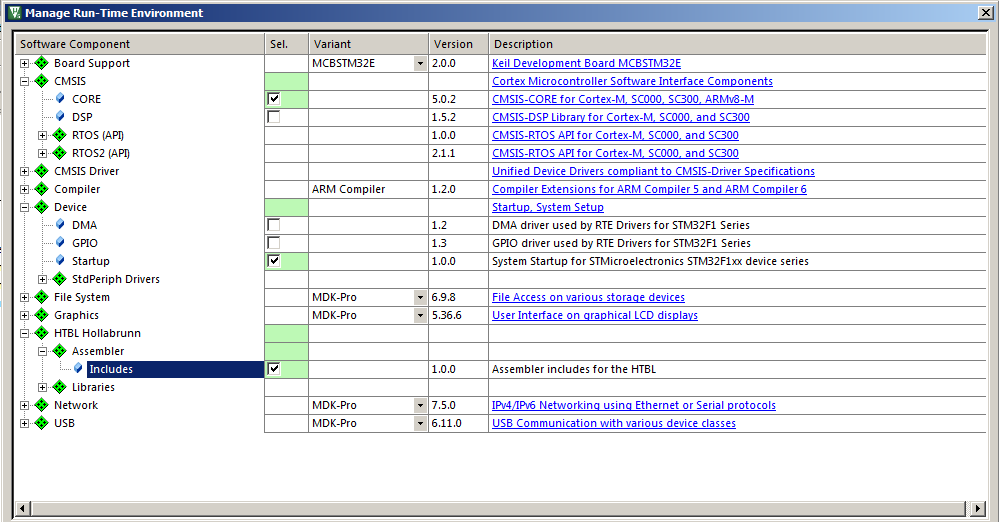 Manage Run-Time Environment
Software Component Sel. Variant Version Description
Board Support MCBSTM32E 2.0.0 Keil Development Board MCBSTM32E
CMSIS Cortex Microcontroller Software Interface Components
CORE 5.0.2 CMSIS-CORE for Cortex-M, SC000, SC300, ARMv8-M
DSP 1.5.2 CMSIS-DSP Library for Cortex-M, SC000, and SC300
RTOS (API) 1.0.0 CMSIS-RTOS API for Cortex-M, SC000, and SC300
RTOS2 (API) 2.1.1 CMSIS-RTOS API for Cortex-M, SC000, and SC300
CMSIS Driver Unified Device Drivers compliant to CMSIS-Driver Specifications
Compiler ARM Compiler 1.2.0 Compiler Extensions for ARM Compiler 5 and ARM Compiler 6
Device Startup, System Setup
DMA 1.2 DMA driver used by RTE Drivers for STM32F1 Series
GPIO 1.3 GPIO driver used by RTE Drivers for STM32F1 Series
Startup 1.0.0 System Startup for STMicroelectronics STM32F1xx device series
StdPeriph Drivers
File System MDK-Pro 6.9.8 File Access on various storage devices
Graphics MDK-Pro 5.36.6 User Interface on graphical LCD displays
HTBL Hollabrunn
Assembler
Includes 1.0.0 Assembler includes for the HTBL
Libraries
Network MDK-Pro 7.5.0 IPv4/IPv6 Networking using Ethernet or Serial protocols
USB MDK-Pro 6.11.0 USB Communication with various device classes